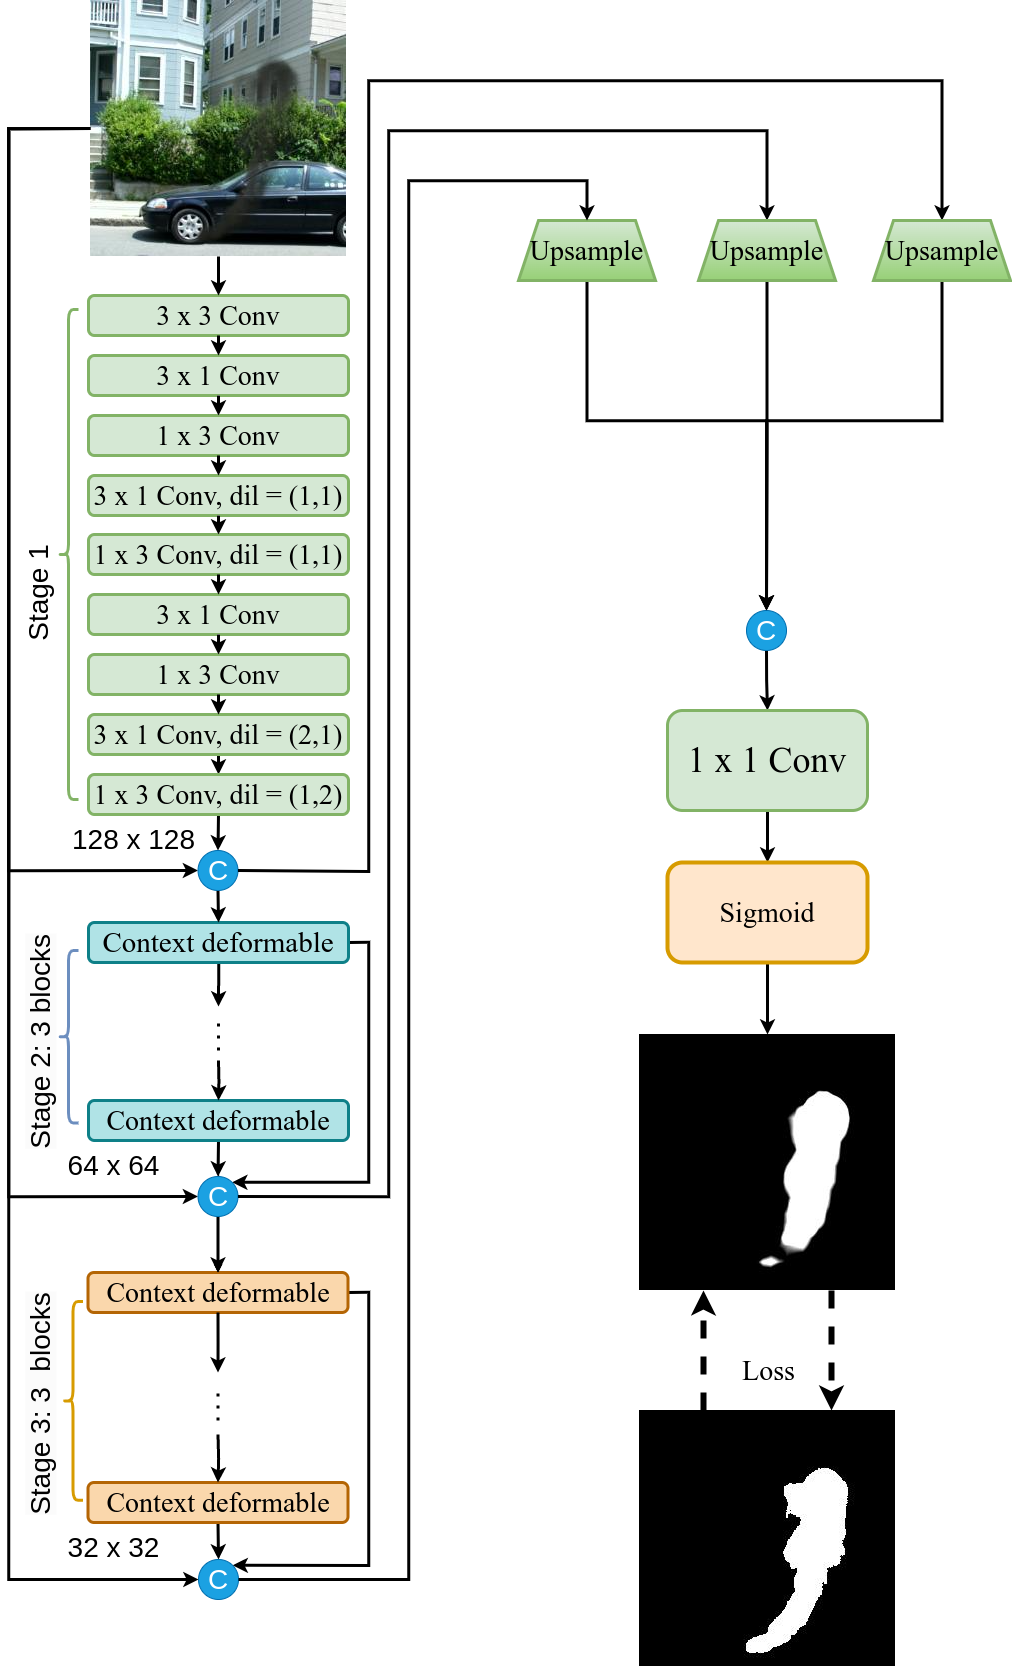 3 x 3 Conv
3 x 1 Conv
1 x 3 Conv
3 x 1 Conv, dil = (1,1)
1 x 3 Conv, dil = (1,1)
3 x 1 Conv
1 x 3 Conv
3 x 1 Conv, dil = (2,1)
1 x 3 Conv, dil = (1,2)
Stage 1
128 x 128
C
Context deformable
Context deformable
Stage 2: 3 blocks
64 x 64
C
Context deformable
Context deformable
Stage 3: 3 blocks
32 x 32
C
Upsample
Upsample
Upsample
C
1 x 1 Conv
Sigmoid
Loss